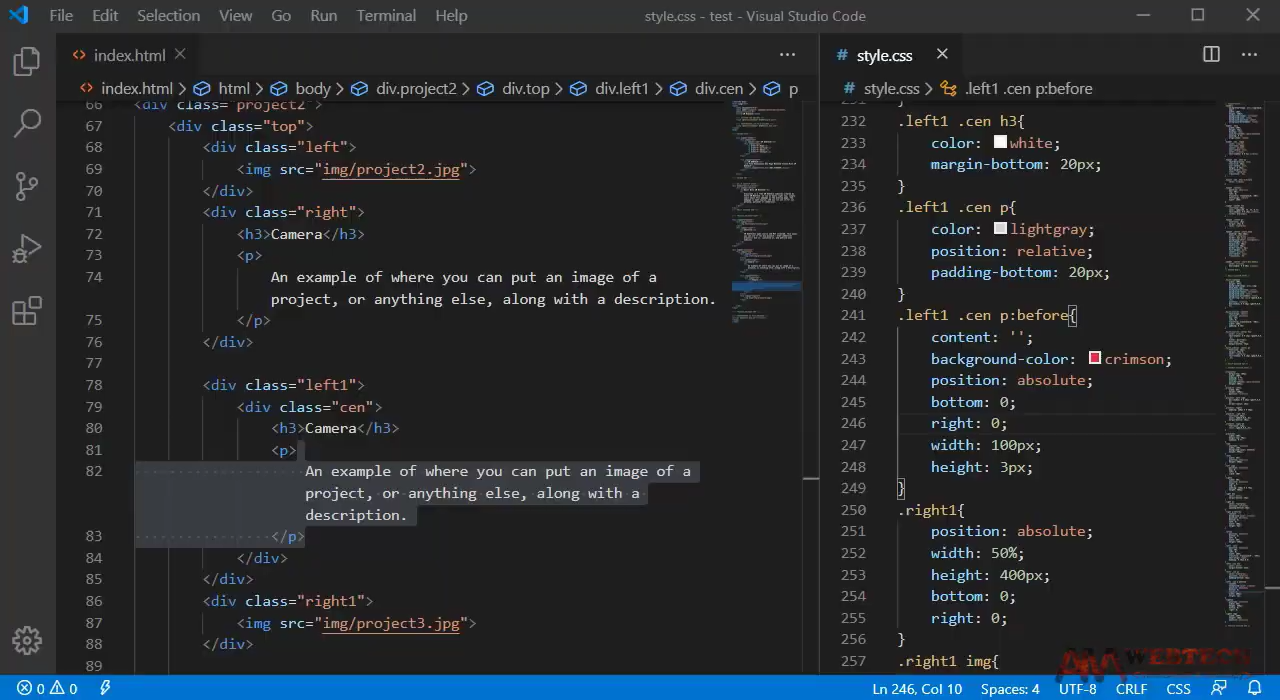 File Edit Selection View Go Run Terminal Help
style.css - test - Visual Studio Code
index.html
index.html > html > body > div.project2 > div.top > div.left1 > div.cen > p
66 <div class="project2">
67 <div class="top">
68 <div class="left">
69 <img src="img/project2.jpg">
70 </div>
71 <div class="right">
72 <h3>Camera</h3>
73 <p>
74 An example of where you can put an image of a
project, or anything else, along with a description.
75 </p>
76 </div>
77
78 <div class="left1">
79 <div class="cen">
80 <h3>Camera</h3>
81 <p>
82 An example of where you can put an image of a
project, or anything else, along with a
description.
83 </p>
84 </div>
85 </div>
86 <div class="right1">
87 <img src="img/project3.jpg">
88 </div>
89
# style.css
# style.css > .left1 .cen p:before
231 }
232 .left1 .cen h3{
233 color: white;
234 margin-bottom: 20px;
235 }
236 .left1 .cen p{
237 color: lightgray;
238 position: relative;
239 padding-bottom: 20px;
240 }
241 .left1 .cen p:before{
242 content: '';
243 background-color: crimson;
244 position: absolute;
245 bottom: 0;
246 right: 0;
247 width: 100px;
248 height: 3px;
249 }
250 .right1{
251 position: absolute;
252 width: 50%;
253 height: 400px;
254 bottom: 0;
255 right: 0;
256 }
257 .right1 img{
0 0
Ln 246, Col 10 Spaces: 4 UTF-8 CRLF CSS